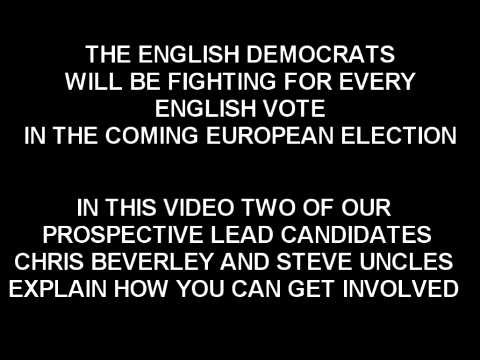 THE ENGLISH DEMOCRATS
WILL BE FIGHTING FOR EVERY
ENGLISH VOTE
IN THE COMING EUROPEAN ELECTION
IN THIS VIDEO TWO OF OUR
PROSPECTIVE LEAD CANDIDATES
CHRIS BEVERLEY AND STEVE UNCLES
EXPLAIN HOW YOU CAN GET INVOLVED